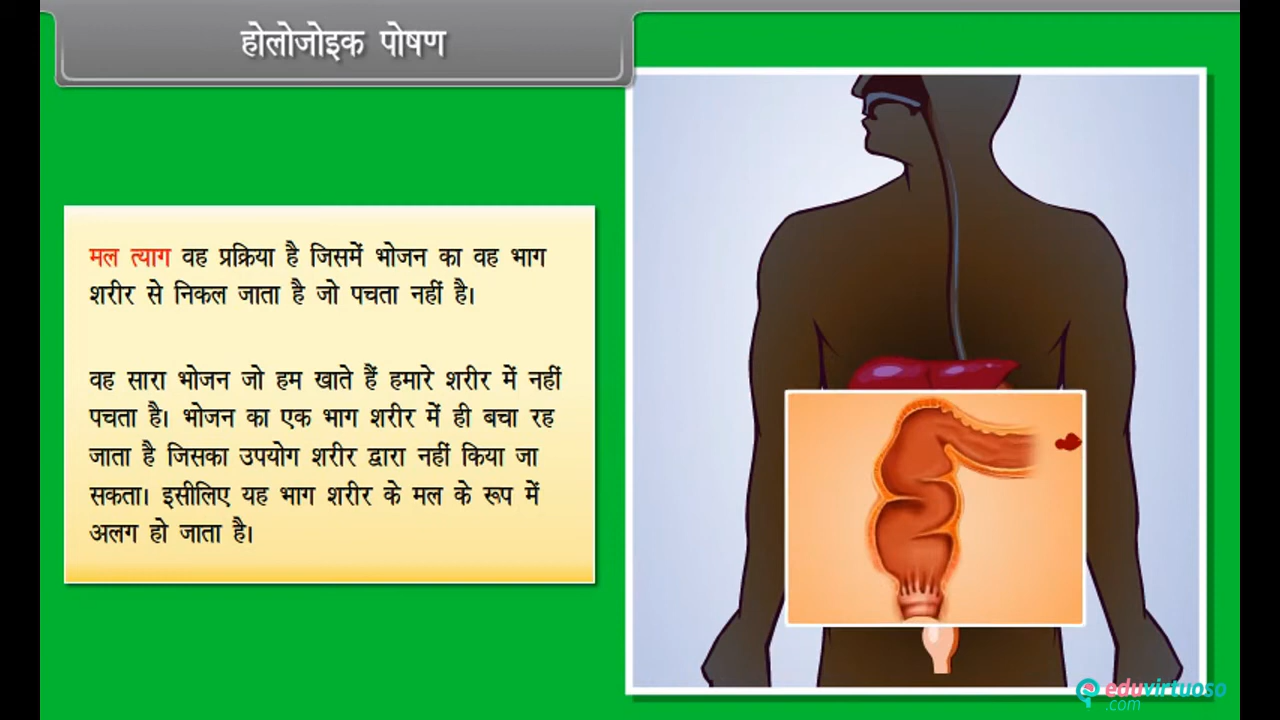 होलोजोइक पोषण
मल त्याग वह प्रक्रिया है जिसमें भोजन का वह भाग
शरीर से निकल जाता है जो पचता नहीं है।
वह सारा भोजन जो हम खाते हैं हमारे शरीर में नहीं
पचता है। भोजन का एक भाग शरीर में ही बचा रह
जाता है जिसका उपयोग शरीर द्वारा नहीं किया जा
सकता। इसीलिए यह भाग शरीर के मल के रूप में
अलग हो जाता है।
eduvirtuoso
.com